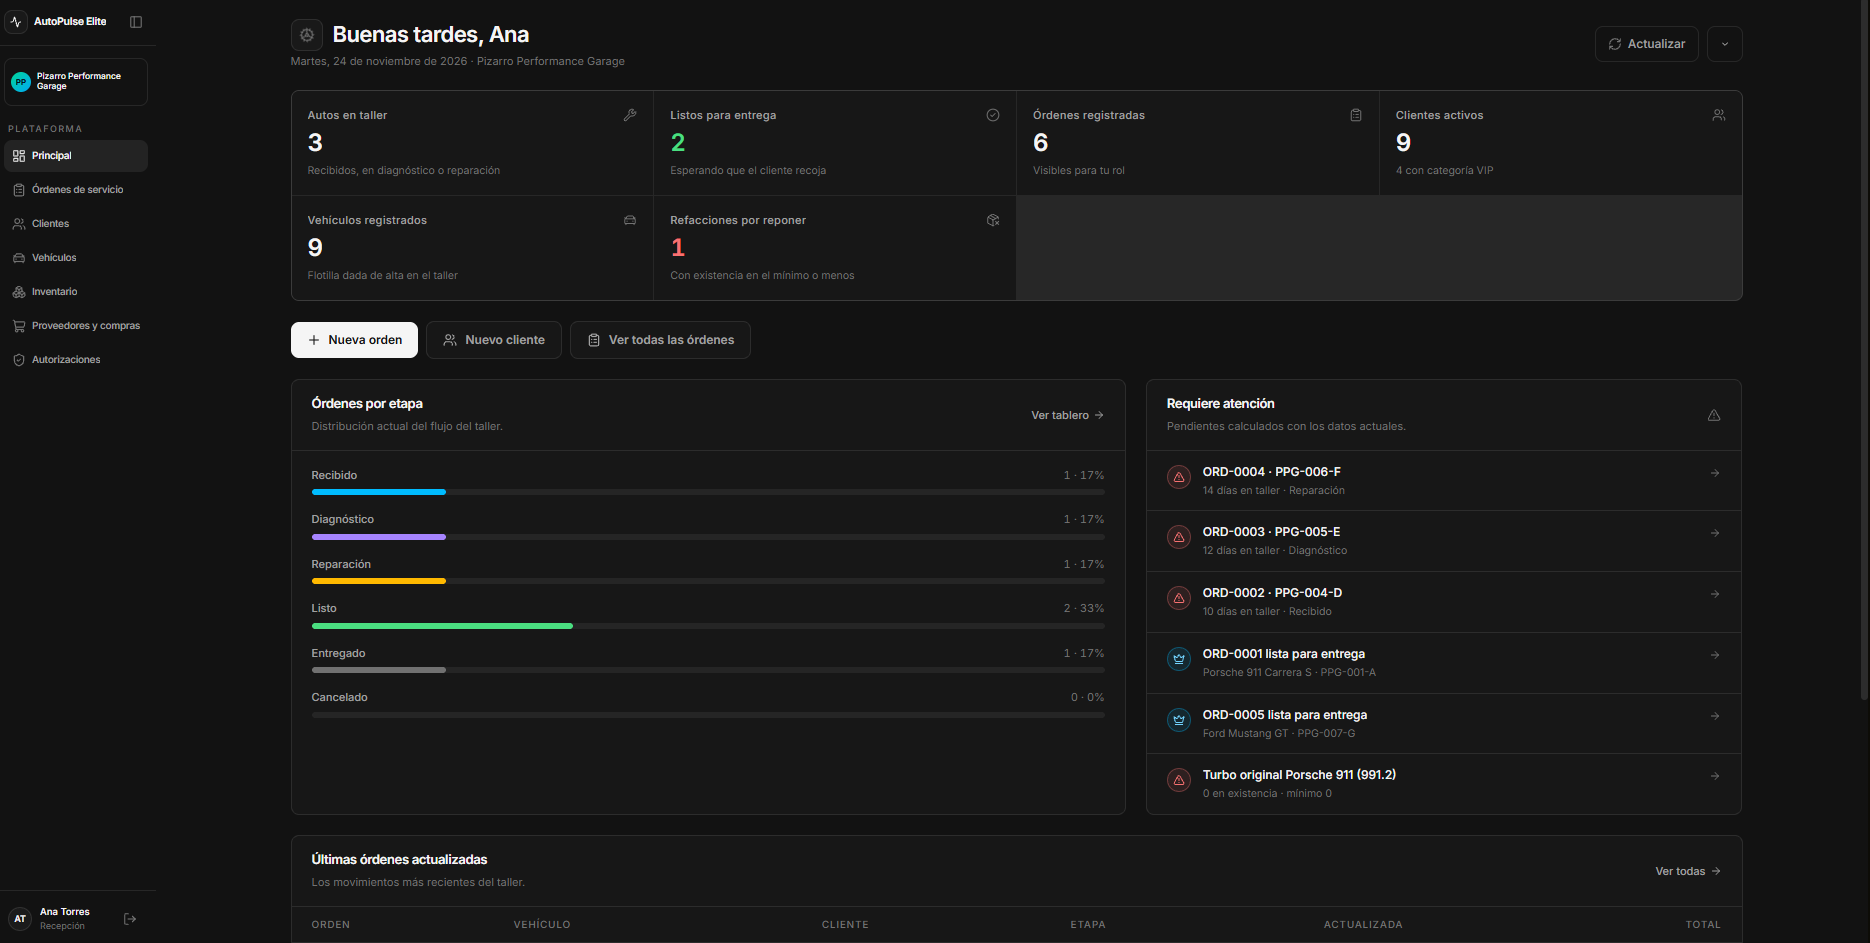 AutoPulse Elite
PP
Pizarro Performance
Garage
PLATAFORMA
Principal
Órdenes de servicio
Clientes
Vehículos
Inventario
Proveedores y compras
Autorizaciones
AT
Ana Torres
Recepción
Buenas tardes, Ana
Martes, 24 de noviembre de 2026 · Pizarro Performance Garage
Actualizar
Autos en taller
3
Recibidos, en diagnóstico o reparación
Listos para entrega
2
Esperando que el cliente recoja
Órdenes registradas
6
Visibles para tu rol
Clientes activos
9
4 con categoría VIP
Vehículos registrados
9
Flotilla dada de alta en el taller
Refacciones por reponer
1
Con existencia en el mínimo o menos
Nueva orden
Nuevo cliente
Ver todas las órdenes
Órdenes por etapa
Distribución actual del flujo del taller.
Ver tablero
Recibido
1 · 17%
Diagnóstico
1 · 17%
Reparación
1 · 17%
Listo
2 · 33%
Entregado
1 · 17%
Cancelado
0 · 0%
Requiere atención
Pendientes calculados con los datos actuales.
ORD-0004 · PPG-006-F
14 días en taller · Reparación
ORD-0003 · PPG-005-E
12 días en taller · Diagnóstico
ORD-0002 · PPG-004-D
10 días en taller · Recibido
ORD-0001 lista para entrega
Porsche 911 Carrera S · PPG-001-A
ORD-0005 lista para entrega
Ford Mustang GT · PPG-007-G
Turbo original Porsche 911 (991.2)
0 en existencia · mínimo 0
Últimas órdenes actualizadas
Los movimientos más recientes del taller.
Ver todas
ORDEN VEHÍCULO CLIENTE ETAPA ACTUALIZADA TOTAL